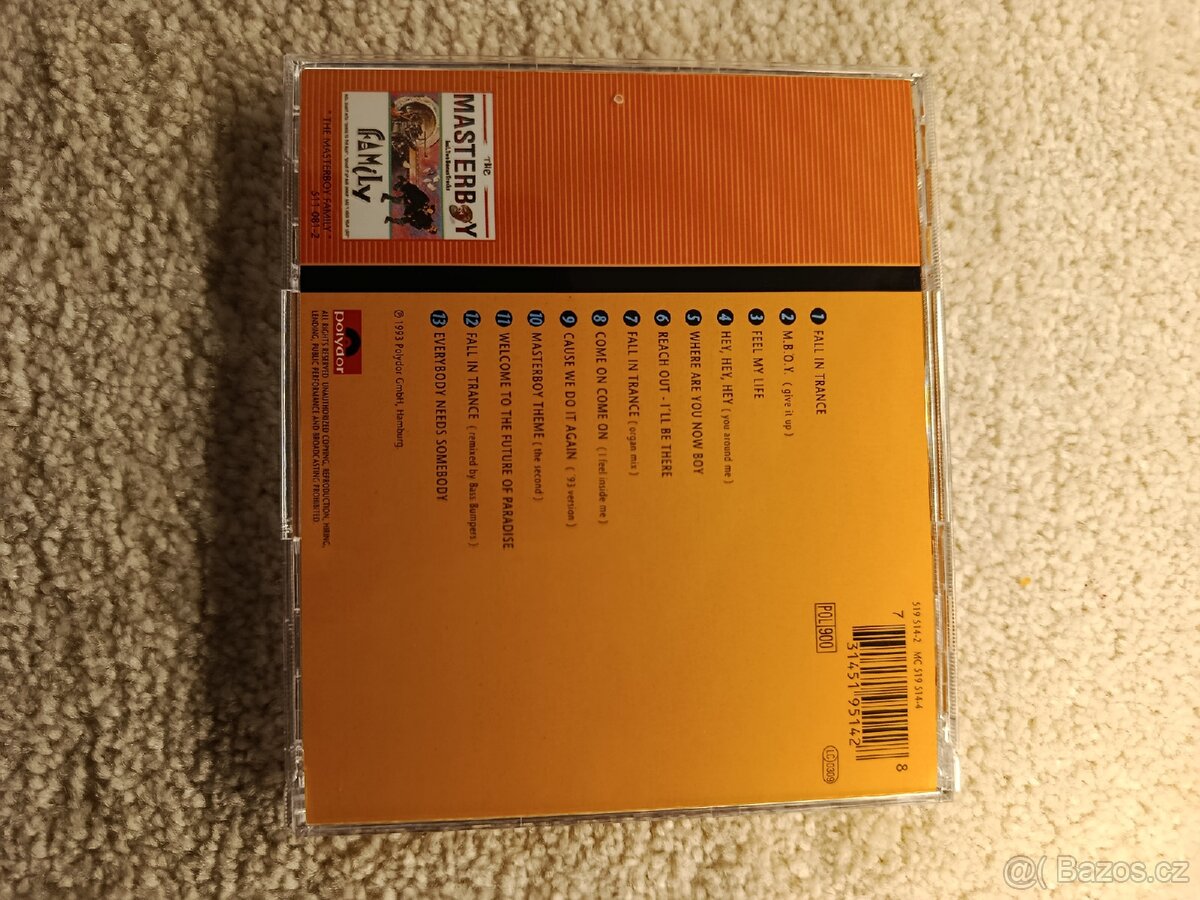 519 514-2 MC 519 514-4
7 31451 95142 8
POL 900
LC 0309
1 FALL IN TRANCE
2 M.B.O.Y. ( give it up )
3 FEEL MY LIFE
4 HEY, HEY, HEY ( you around me )
5 WHERE ARE YOU NOW BOY
6 REACH OUT - I'LL BE THERE
7 FALL IN TRANCE ( organ mix )
8 COME ON COME ON ( i feel inside me )
9 CAUSE WE DO IT AGAIN ( '93 version )
10 MASTERBOY THEME ( the second )
11 WELCOME TO THE FUTURE OF PARADISE
12 FALL IN TRANCE ( remixed by Bass Bumpers )
13 EVERYBODY NEEDS SOMEBODY
℗ 1993 Polydor GmbH, Hamburg.
polydor
ALL RIGHTS RESERVED. UNAUTHORIZED COPYING, REPRODUCTION, HIRING,
LENDING, PUBLIC PERFORMANCE AND BROADCASTING PROHIBITED
THE
MASTERBOY
incl. Two Bonus Tracks
FAMILY
" THE MASTERBOY FAMILY "
511 081-2
@( Bazos.cz